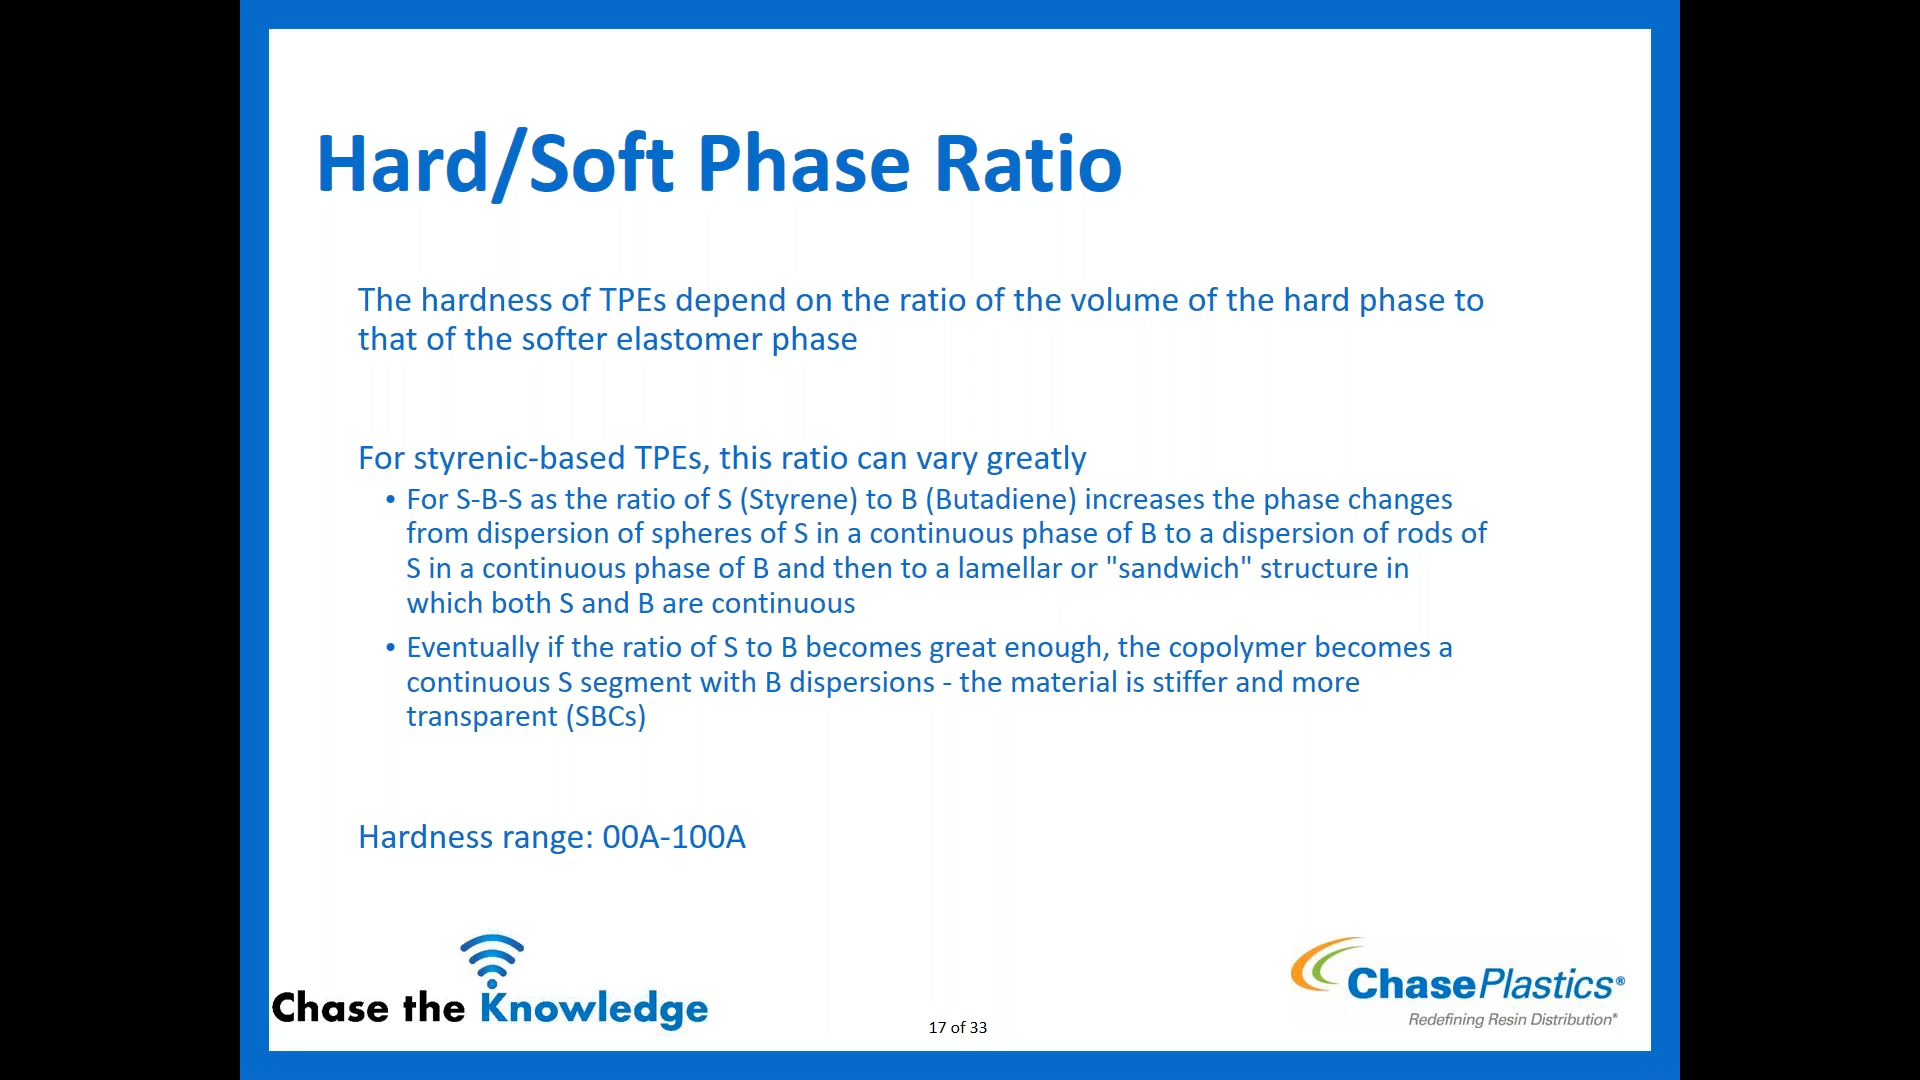 Hard/Soft Phase Ratio
The hardness of TPEs depend on the ratio of the volume of the hard phase to
that of the softer elastomer phase
For styrenic-based TPEs, this ratio can vary greatly
• For S-B-S as the ratio of S (Styrene) to B (Butadiene) increases the phase changes
from dispersion of spheres of S in a continuous phase of B to a dispersion of rods of
S in a continuous phase of B and then to a lamellar or "sandwich" structure in
which both S and B are continuous
• Eventually if the ratio of S to B becomes great enough, the copolymer becomes a
continuous S segment with B dispersions - the material is stiffer and more
transparent (SBCs)
Hardness range: 00A-100A
Chase the Knowledge
17 of 33
ChasePlastics®
Redefining Resin Distribution®